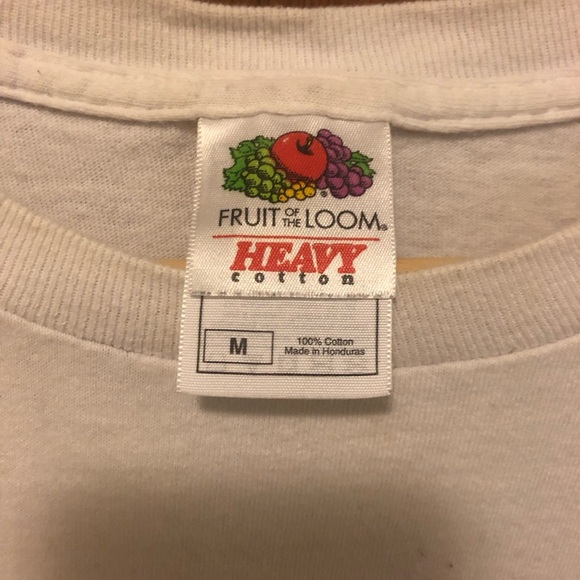 FRUIT OF THE LOOM®
HEAVY
cotton
M
100% Cotton
Made in Honduras